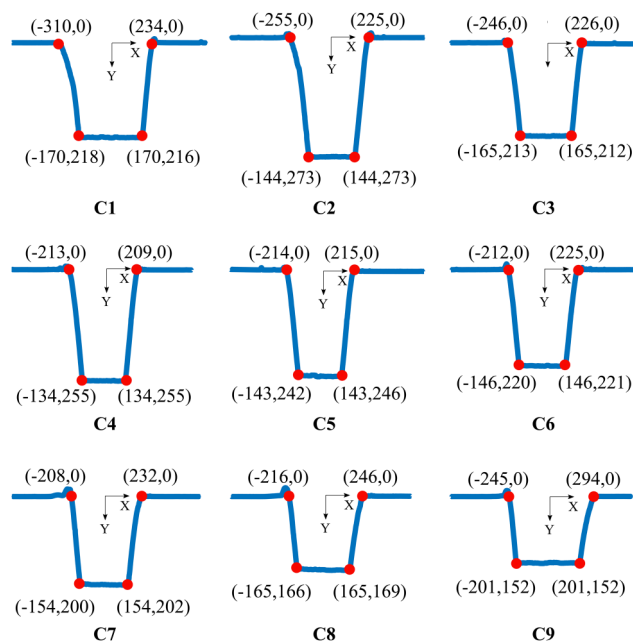 (-310,0) (234,0)
X
Y
(-170,218) (170,216)
C1
(-255,0) (225,0)
X
Y
(-144,273) (144,273)
C2
(-246,0) (226,0)
X
(-165,213) (165,212)
C3
(-213,0) (209,0)
X
Y
(-134,255) (134,255)
C4
(-214,0) (215,0)
X
Y
(-143,242) (143,246)
C5
(-212,0) (225,0)
X
Y
(-146,220) (146,221)
C6
(-208,0) (232,0)
X
Y
(-154,200) (154,202)
C7
(-216,0) (246,0)
X
Y
(-165,166) (165,169)
C8
(-245,0) (294,0)
X
Y
(-201,152) (201,152)
C9